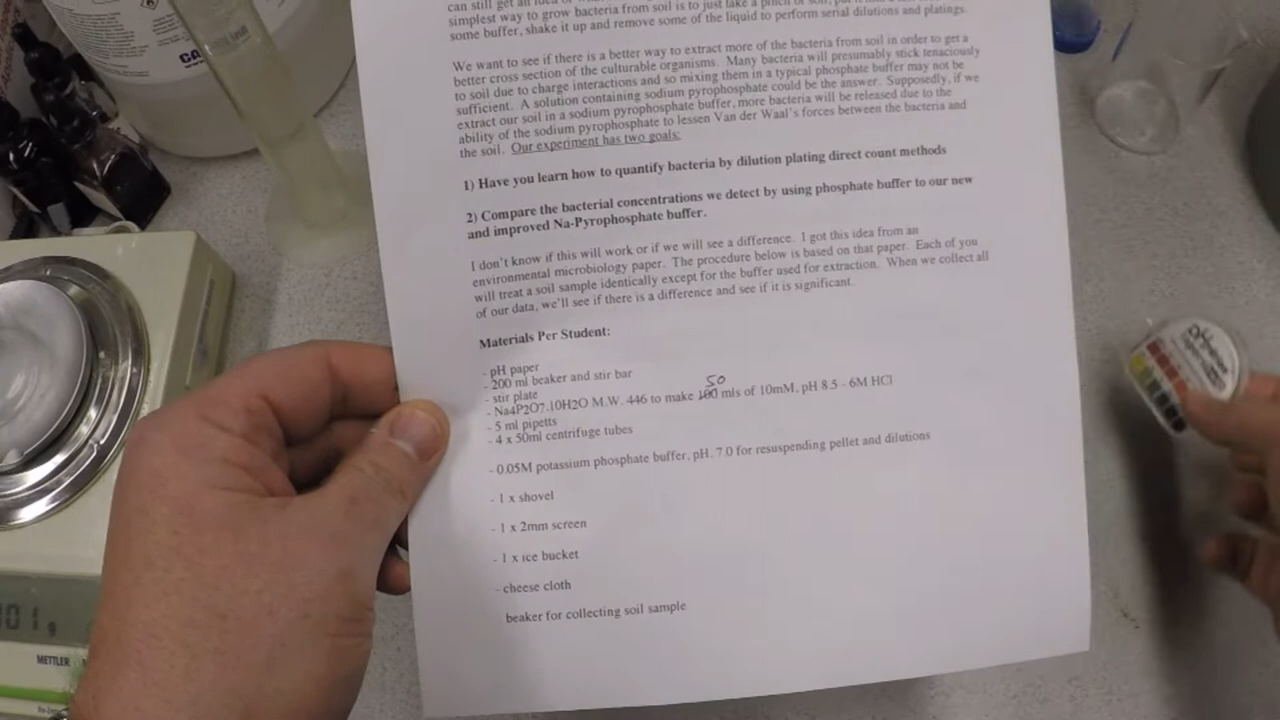 can still get an idea of
simplest way to grow bacteria from soil is to just take a pinch of soil, put it
some buffer, shake it up and remove some of the liquid to perform serial dilutions and platings.
We want to see if there is a better way to extract more of the bacteria from soil in order to get a
better cross section of the culturable organisms. Many bacteria will presumably stick tenaciously
to soil due to charge interactions and so mixing them in a typical phosphate buffer may not be
sufficient. A solution containing sodium pyrophosphate could be the answer. Supposedly, if we
extract our soil in a sodium pyrophosphate buffer, more bacteria will be released due to the
ability of the sodium pyrophosphate to lessen Van der Waal's forces between the bacteria and
the soil. Our experiment has two goals:
1) Have you learn how to quantify bacteria by dilution plating direct count methods
2) Compare the bacterial concentrations we detect by using phosphate buffer to our new
and improved Na-Pyrophosphate buffer.
I don't know if this will work or if we will see a difference. I got this idea from an
environmental microbiology paper. The procedure below is based on that paper. Each of you
will treat a soil sample identically except for the buffer used for extraction. When we collect all
of our data, we'll see if there is a difference and see if it is significant.
Materials Per Student:
- pH paper
- 200 ml beaker and stir bar
- stir plate
50
- Na4P2O7.10H2O M.W. 446 to make 100 mls of 10mM, pH 8.5 - 6M HCl
- 5 ml pipetts
- 4 x 50ml centrifuge tubes
- 0.05M potassium phosphate buffer, pH. 7.0 for resuspending pellet and dilutions
- 1 x shovel
- 1 x 2mm screen
- 1 x ice bucket
- cheese cloth
beaker for collecting soil sample
METTLER